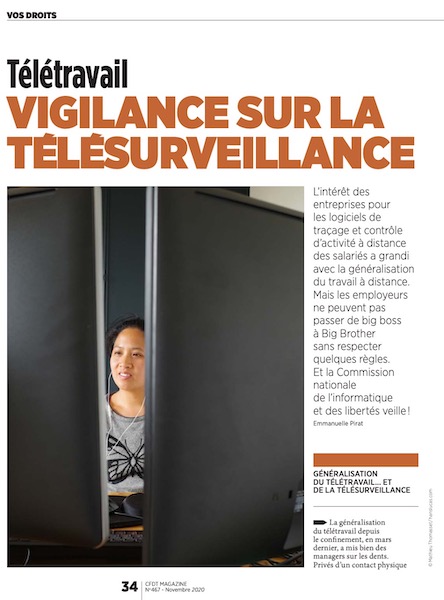 VOS DROITS
Télétravail
VIGILANCE SUR LA
TÉLÉSURVEILLANCE
L'intérêt des
entreprises pour
les logiciels de
traçage et contrôle
d'activité à distance
des salariés a grandi
avec la généralisation
du travail à distance.
Mais les employeurs
ne peuvent pas
passer de big boss
à Big Brother
sans respecter
quelques règles.
Et la Commission
nationale
de l'informatique
et des libertés veille !
Emmanuelle Pirat
GÉNÉRALISATION
DU TÉLÉTRAVAIL... ET
DE LA TÉLÉSURVEILLANCE
La généralisation
du télétravail depuis
le confinement, en mars
dernier, a mis bien des
managers sur les dents.
Privés d'un contact physique
34
CFDT MAGAZINE
N°467 - Novembre 2020